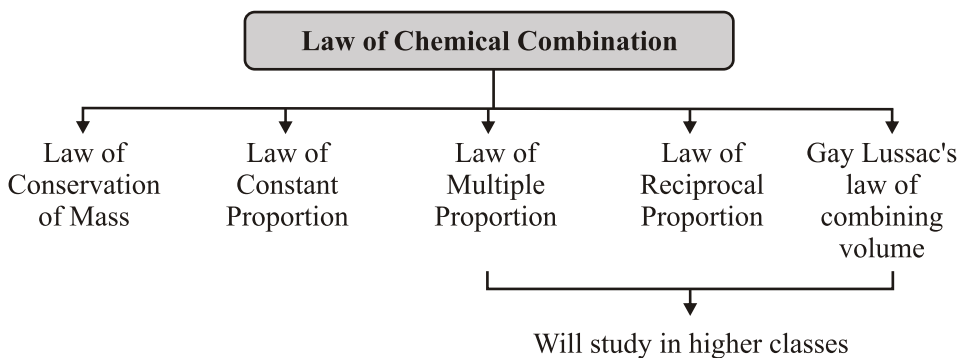 Law of Chemical Combination
Law of
Conservation
of Mass
Law of
Constant
Proportion
Law of
Multiple
Proportion
Law of
Reciprocal
Proportion
Gay Lussac's
law of
combining
volume
Will study in higher classes